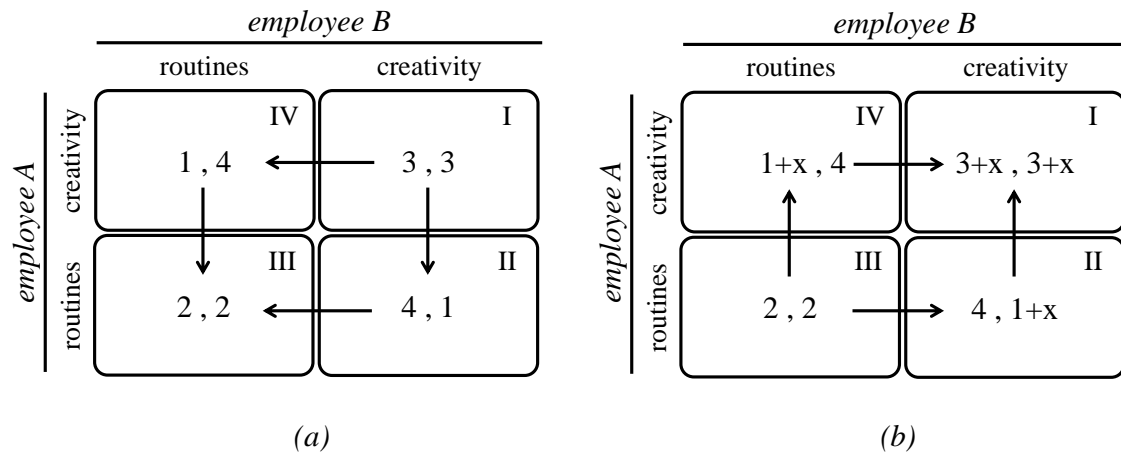 employee B
routines creativity
employee A
creativity
routines
IV
1 , 4
I
3 , 3
III
2 , 2
II
4 , 1
(a)
employee B
routines creativity
employee A
creativity
routines
IV
1+x , 4
I
3+x , 3+x
III
2 , 2
II
4 , 1+x
(b)